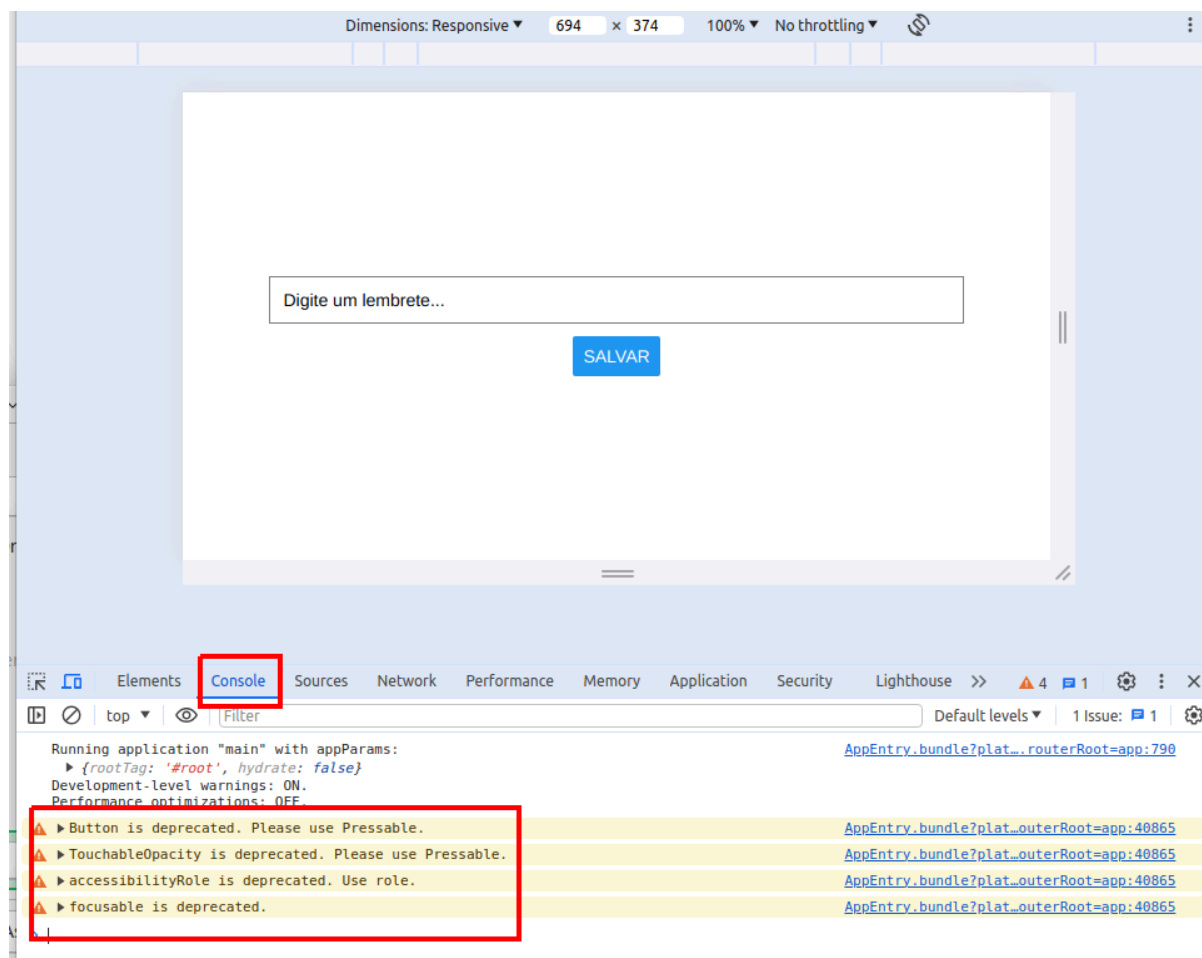 Dimensions: Responsive ▼ 694 × 374 100% ▼ No throttling ▼
Digite um lembrete...
SALVAR
Elements Console Sources Network Performance Memory Application Security Lighthouse >> 4 1
top ▼ Filter Default levels ▼ 1 Issue: 1
Running application "main" with appParams: AppEntry.bundle?plat….routerRoot=app:790
▶ {rootTag: '#root', hydrate: false}
Development-level warnings: ON.
Performance optimizations: OFF.
▶ Button is deprecated. Please use Pressable. AppEntry.bundle?plat…outerRoot=app:40865
▶ TouchableOpacity is deprecated. Please use Pressable. AppEntry.bundle?plat…outerRoot=app:40865
▶ accessibilityRole is deprecated. Use role. AppEntry.bundle?plat…outerRoot=app:40865
▶ focusable is deprecated. AppEntry.bundle?plat…outerRoot=app:40865